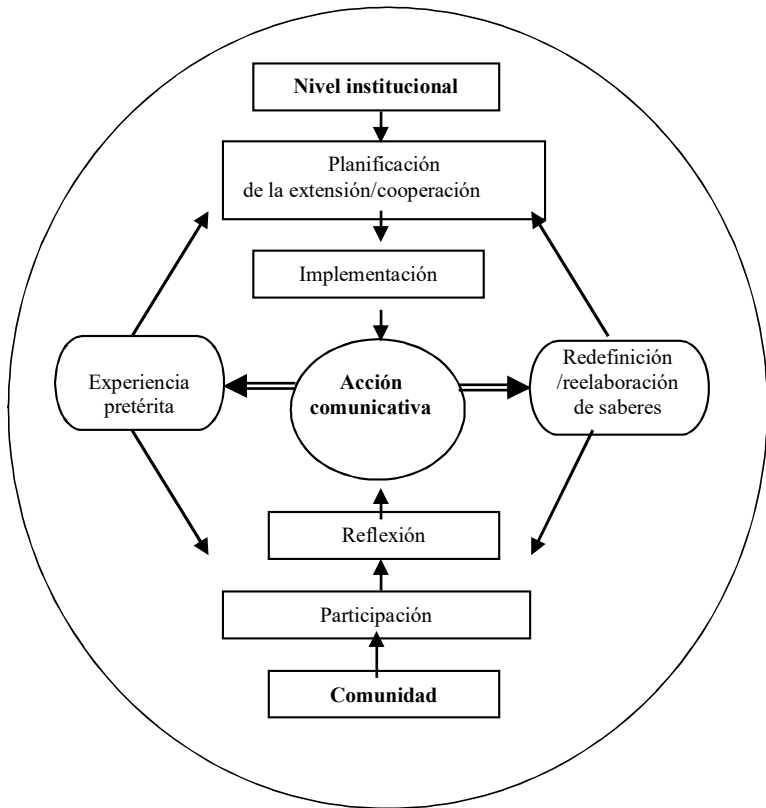 Nivel institucional
Planificación
de la extensión/cooperación
Implementación
Experiencia
pretérita
Acción
comunicativa
Redefinición
/reelaboración
de saberes
Reflexión
Participación
Comunidad